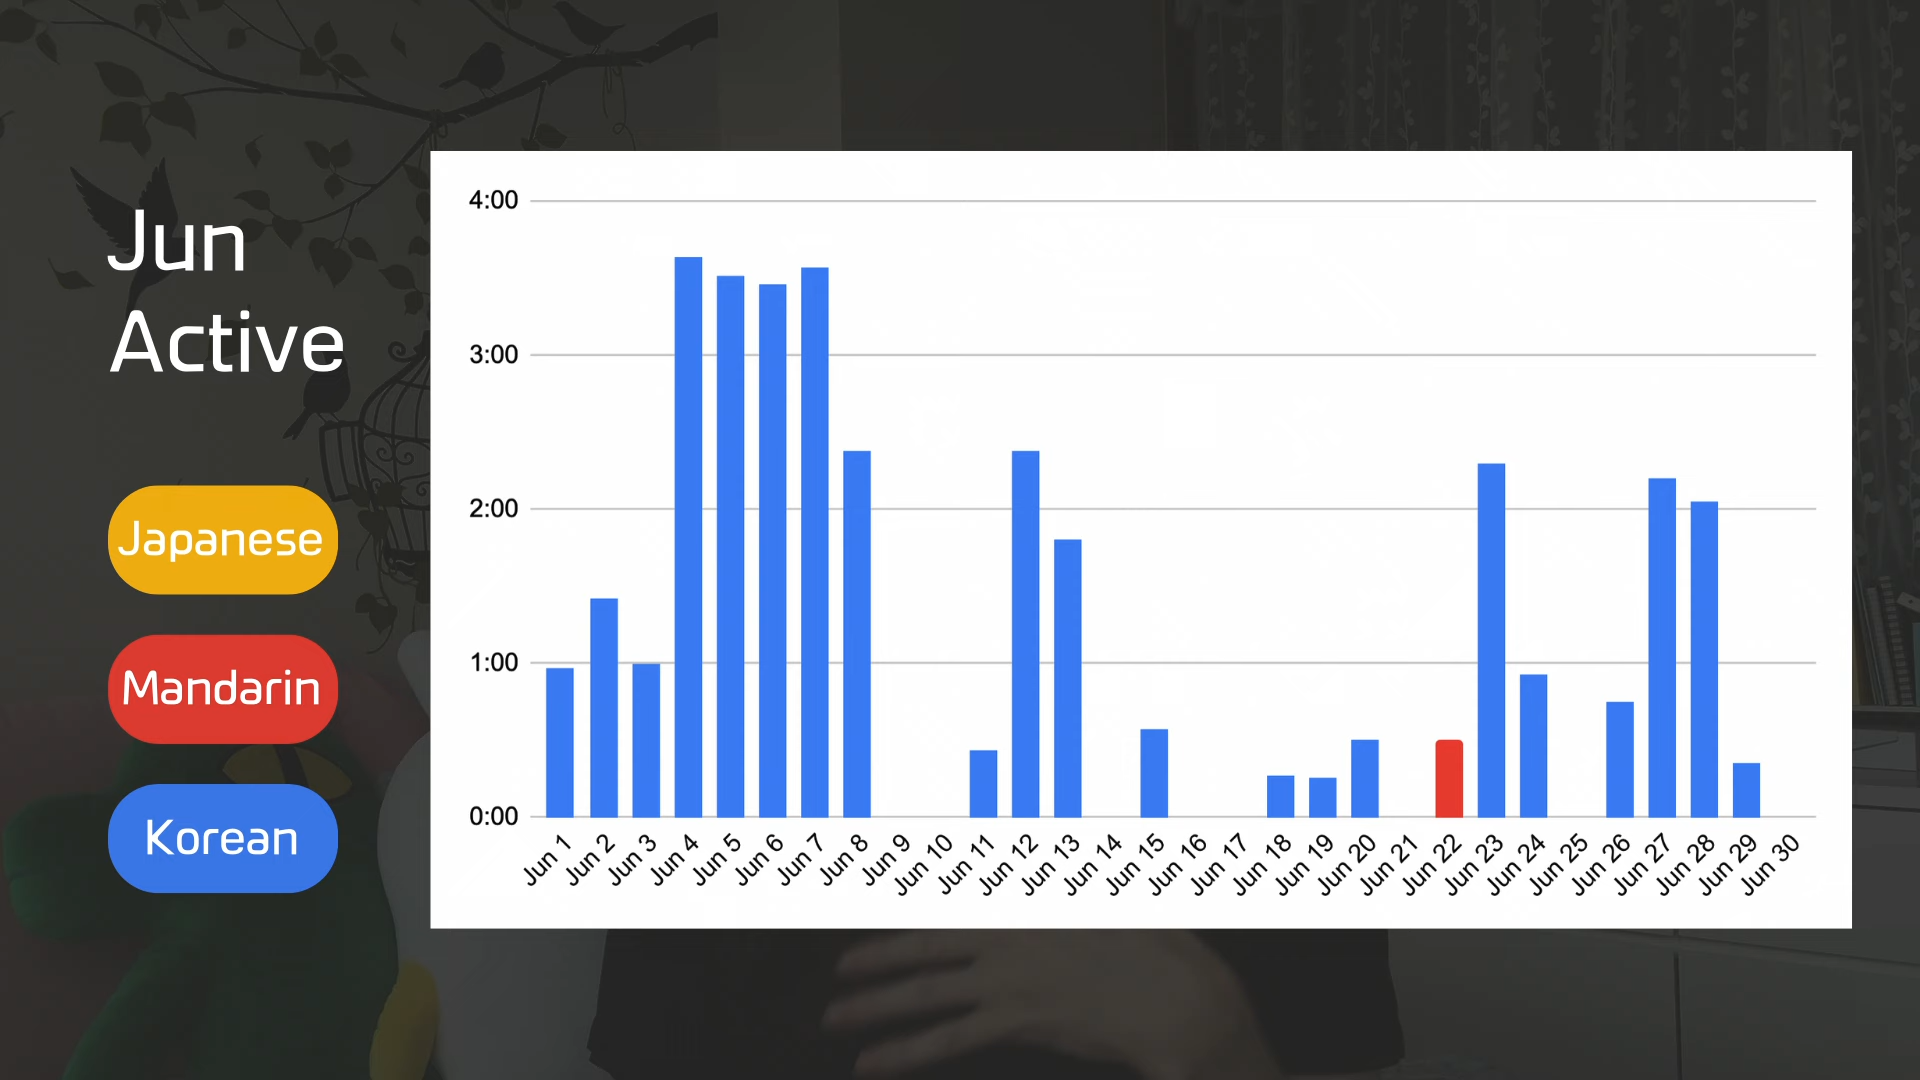 Jun
Active
Japanese
Mandarin
Korean
4:00
3:00
2:00
1:00
0:00
Jun 1
Jun 2
Jun 3
Jun 4
Jun 5
Jun 6
Jun 7
Jun 8
Jun 9
Jun 10
Jun 11
Jun 12
Jun 13
Jun 14
Jun 15
Jun 16
Jun 17
Jun 18
Jun 19
Jun 20
Jun 21
Jun 22
Jun 23
Jun 24
Jun 25
Jun 26
Jun 27
Jun 28
Jun 29
Jun 30